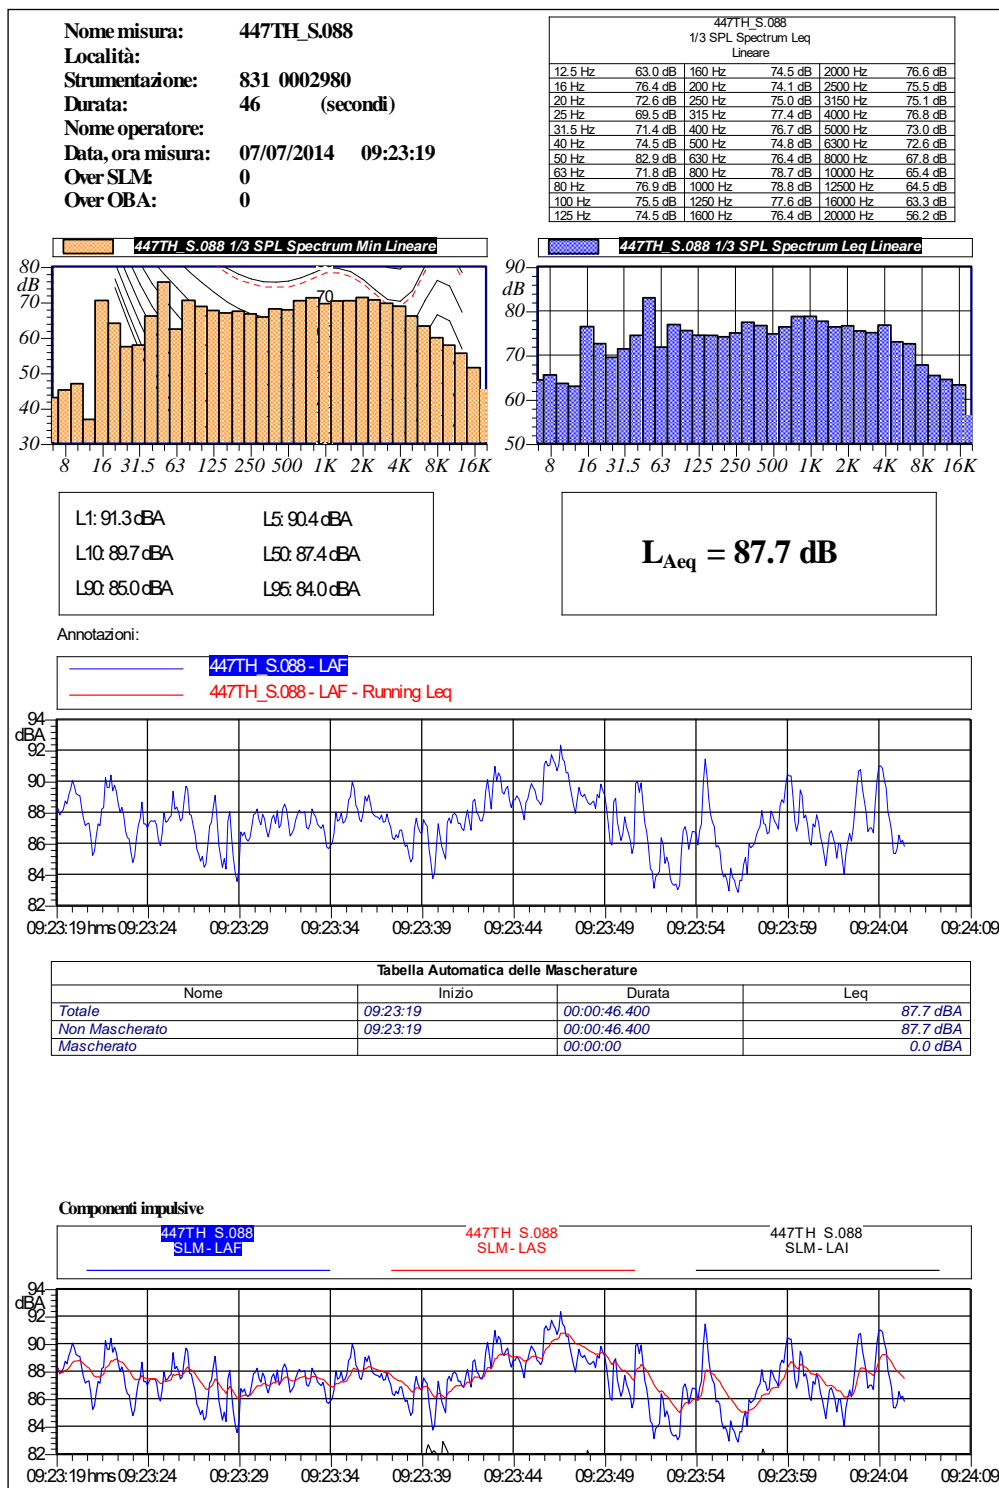 Nome misura: 447TH_S.088
Località:
Strumentazione: 831 0002980
Durata: 46 (secondi)
Nome operatore:
Data, ora misura: 07/07/2014 09:23:19
Over SLM: 0
Over OBA: 0
447TH_S.088
1/3 SPL Spectrum Leq
Lineare
12.5 Hz 63.0 dB 160 Hz 74.5 dB 2000 Hz 76.6 dB
16 Hz 76.4 dB 200 Hz 74.1 dB 2500 Hz 75.5 dB
20 Hz 72.6 dB 250 Hz 75.0 dB 3150 Hz 75.1 dB
25 Hz 69.5 dB 315 Hz 77.4 dB 4000 Hz 76.8 dB
31.5 Hz 71.4 dB 400 Hz 76.7 dB 5000 Hz 73.0 dB
40 Hz 74.5 dB 500 Hz 74.8 dB 6300 Hz 72.6 dB
50 Hz 82.9 dB 630 Hz 76.4 dB 8000 Hz 67.8 dB
63 Hz 71.8 dB 800 Hz 78.7 dB 10000 Hz 65.4 dB
80 Hz 76.9 dB 1000 Hz 78.8 dB 12500 Hz 64.5 dB
100 Hz 75.5 dB 1250 Hz 77.6 dB 16000 Hz 63.3 dB
125 Hz 74.5 dB 1600 Hz 76.4 dB 20000 Hz 56.2 dB
447TH_S.088 1/3 SPL Spectrum Min Lineare
80
dB
70
70
60
50
40
30
8 16 31.5 63 125 250 500 1K 2K 4K 8K 16K
447TH_S.088 1/3 SPL Spectrum Leq Lineare
90
dB
80
70
60
50
8 16 31.5 63 125 250 500 1K 2K 4K 8K 16K
L1: 91.3 dBA L5: 90.4 dBA
L10: 89.7 dBA L50: 87.4 dBA
L90: 85.0 dBA L95: 84.0 dBA
LAeq = 87.7 dB
Annotazioni:
447TH_S.088 - LAF
447TH_S.088 - LAF - Running Leq
94
dBA
92
90
88
86
84
82
09:23:19 hms 09:23:24 09:23:29 09:23:34 09:23:39 09:23:44 09:23:49 09:23:54 09:23:59 09:24:04 09:24:09
Tabella Automatica delle Mascherature
Nome Inizio Durata Leq
Totale 09:23:19 00:00:46.400 87.7 dBA
Non Mascherato 09:23:19 00:00:46.400 87.7 dBA
Mascherato 00:00:00 0.0 dBA
Componenti impulsive
447TH_S.088 447TH_S.088 447TH_S.088
SLM - LAF SLM - LAS SLM - LAI
94
dBA
92
90
88
86
84
82
09:23:19 hms 09:23:24 09:23:29 09:23:34 09:23:39 09:23:44 09:23:49 09:23:54 09:23:59 09:24:04 09:24:09